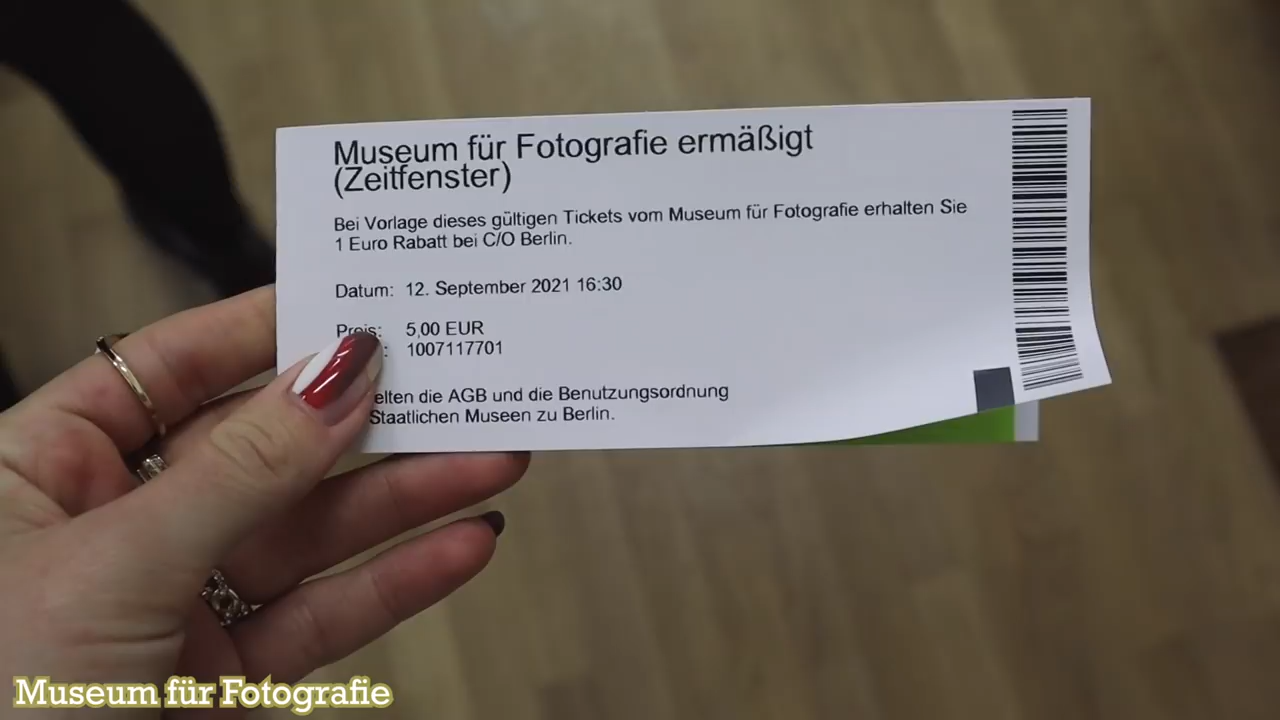 Museum für Fotografie ermäßigt
(Zeitfenster)
Bei Vorlage dieses gültigen Tickets vom Museum für Fotografie erhalten Sie
1 Euro Rabatt bei C/O Berlin.
Datum: 12. September 2021 16:30
Preis: 5,00 EUR
: 1007117701
elten die AGB und die Benutzungsordnung
Staatlichen Museen zu Berlin.
Museum für Fotografie